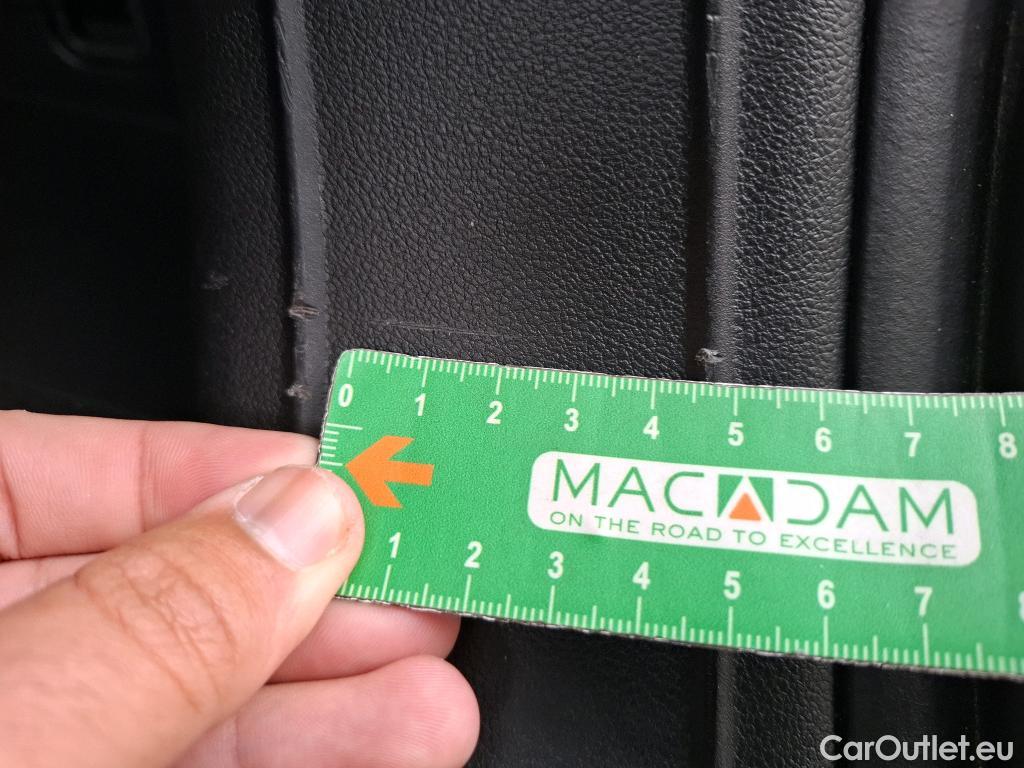 0 1 2 3 4 5 6 7 8
MACADAM
ON THE ROAD TO EXCELLENCE
1 2 3 4 5 6 7 8
CarOutlet.eu